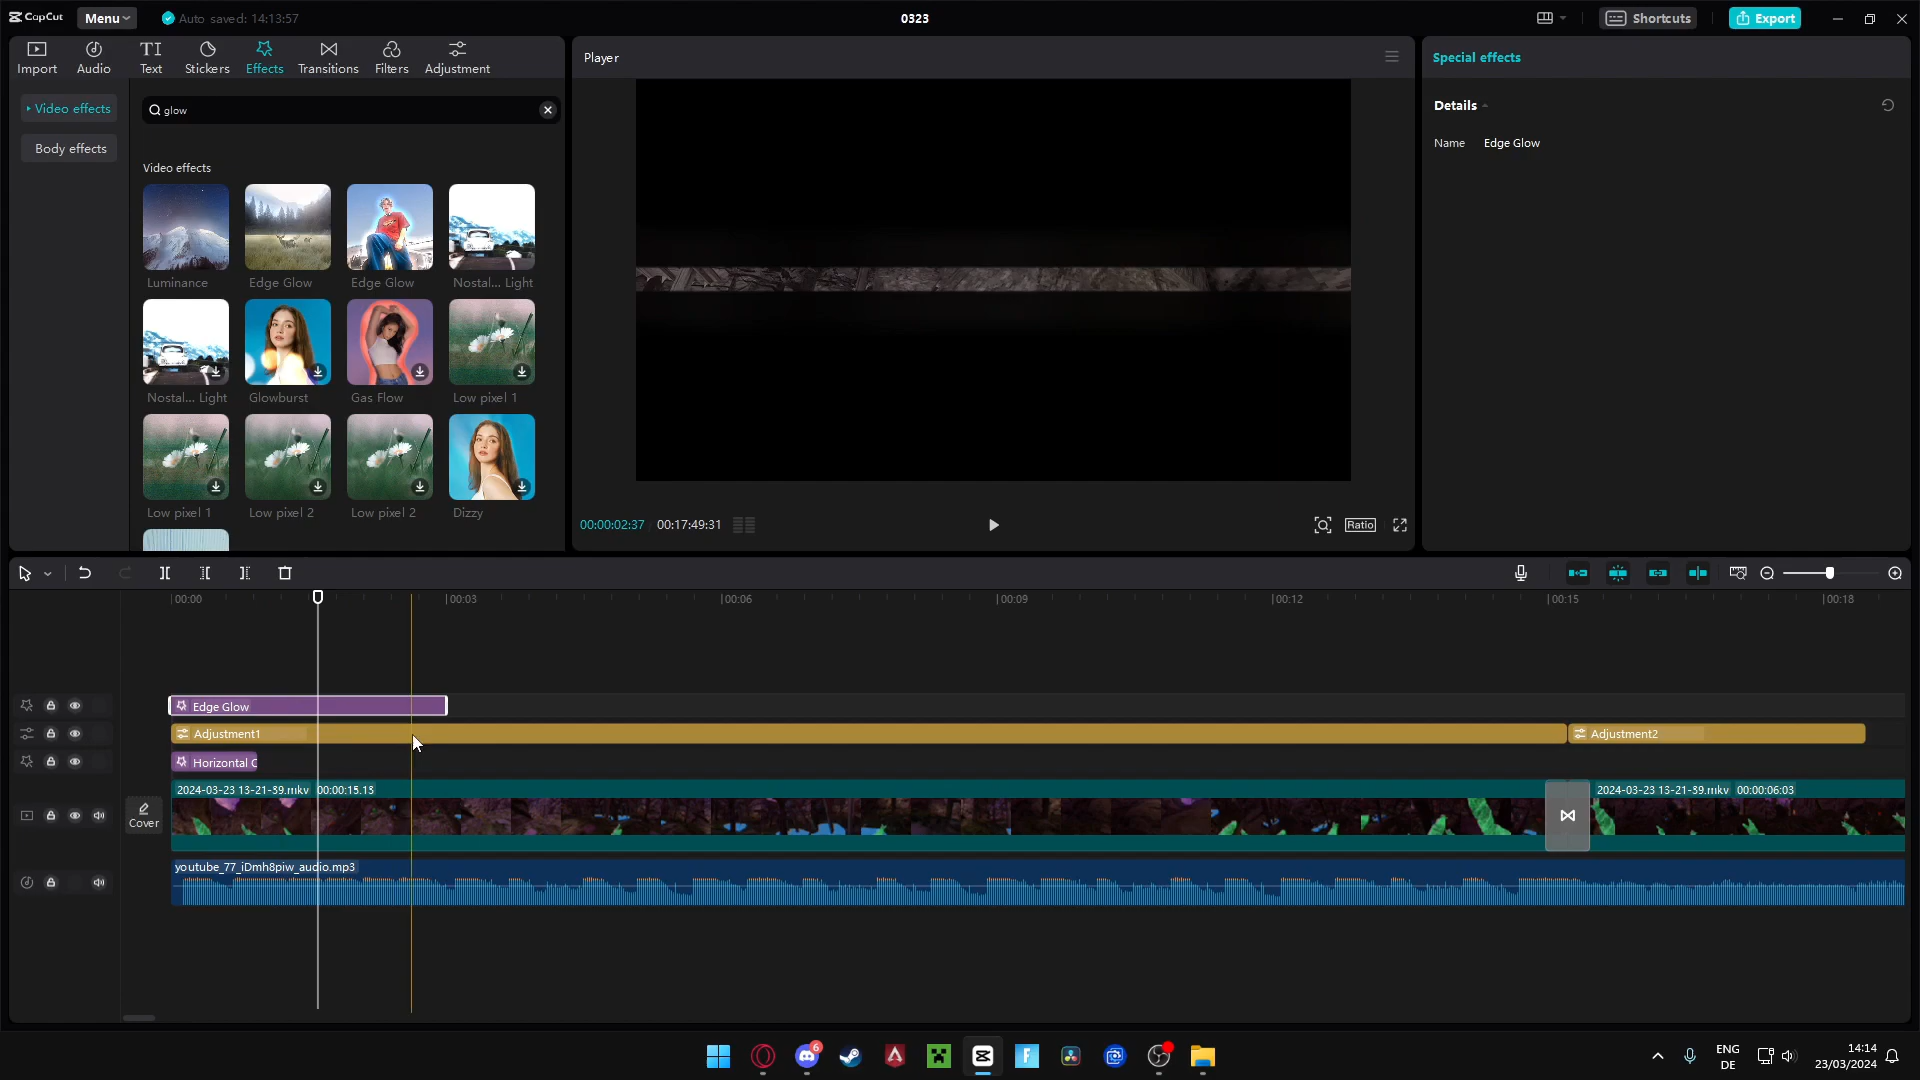 CapCut
Menu
Auto saved: 14:13:57
0323
Shortcuts
Export
Import
Audio
TI
Text
Stickers
Effects
Transitions
Filters
Adjustment
Player
Special effects
Video effects
Body effects
glow
Details
Name
Edge Glow
Video effects
Luminance
Edge Glow
Edge Glow
Nostal... Light
Nostal... Light
Glowburst
Gas Flow
Low pixel 1
Low pixel 1
Low pixel 2
Low pixel 2
Dizzy
00:00:02:37
00:17:49:31
Ratio
00:00
00:03
00:06
00:09
00:12
00:15
00:18
Edge Glow
Adjustment1
Adjustment2
Horizontal C
2024-03-23 13-21-39.mkv 00:00:15.13
2024-03-23 13-21-39.mkv 00:00:06:03
Cover
youtube_77_iDmh8piw_audio.mp3
6
F
ENG
DE
14:14
23/03/2024